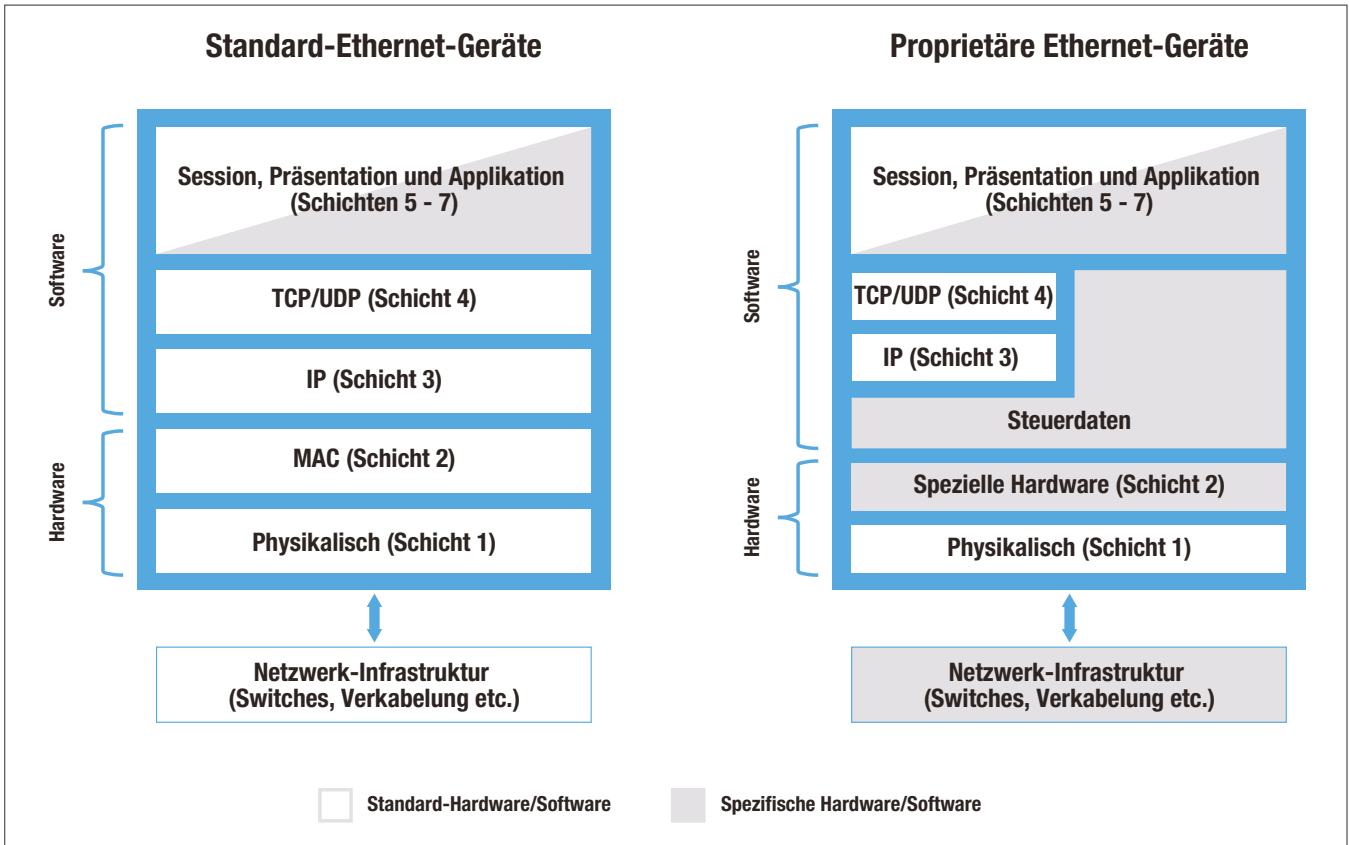 Standard-Ethernet-Geräte
Software
Session, Präsentation und Applikation
(Schichten 5 - 7)
TCP/UDP (Schicht 4)
IP (Schicht 3)
Hardware
MAC (Schicht 2)
Physikalisch (Schicht 1)
Netzwerk-Infrastruktur
(Switches, Verkabelung etc.)
Proprietäre Ethernet-Geräte
Software
Session, Präsentation und Applikation
(Schichten 5 - 7)
TCP/UDP (Schicht 4)
IP (Schicht 3)
Steuerdaten
Hardware
Spezielle Hardware (Schicht 2)
Physikalisch (Schicht 1)
Netzwerk-Infrastruktur
(Switches, Verkabelung etc.)
Standard-Hardware/Software
Spezifische Hardware/Software